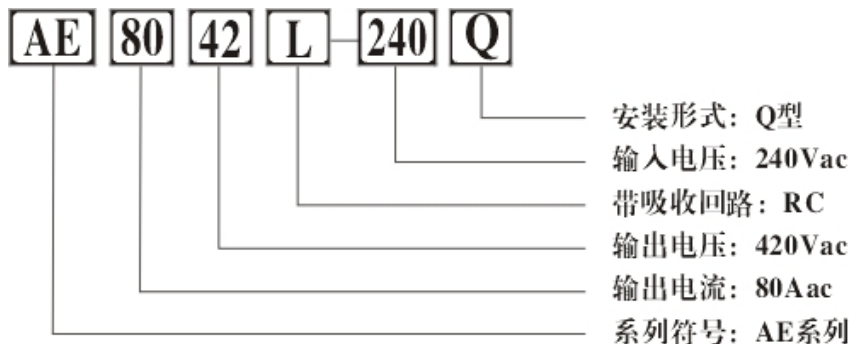 AE 80 42 L-240 Q
安装形式：Q型
输入电压：240Vac
带吸收回路：RC
输出电压：420Vac
输出电流：80Aac
系列符号：AE系列